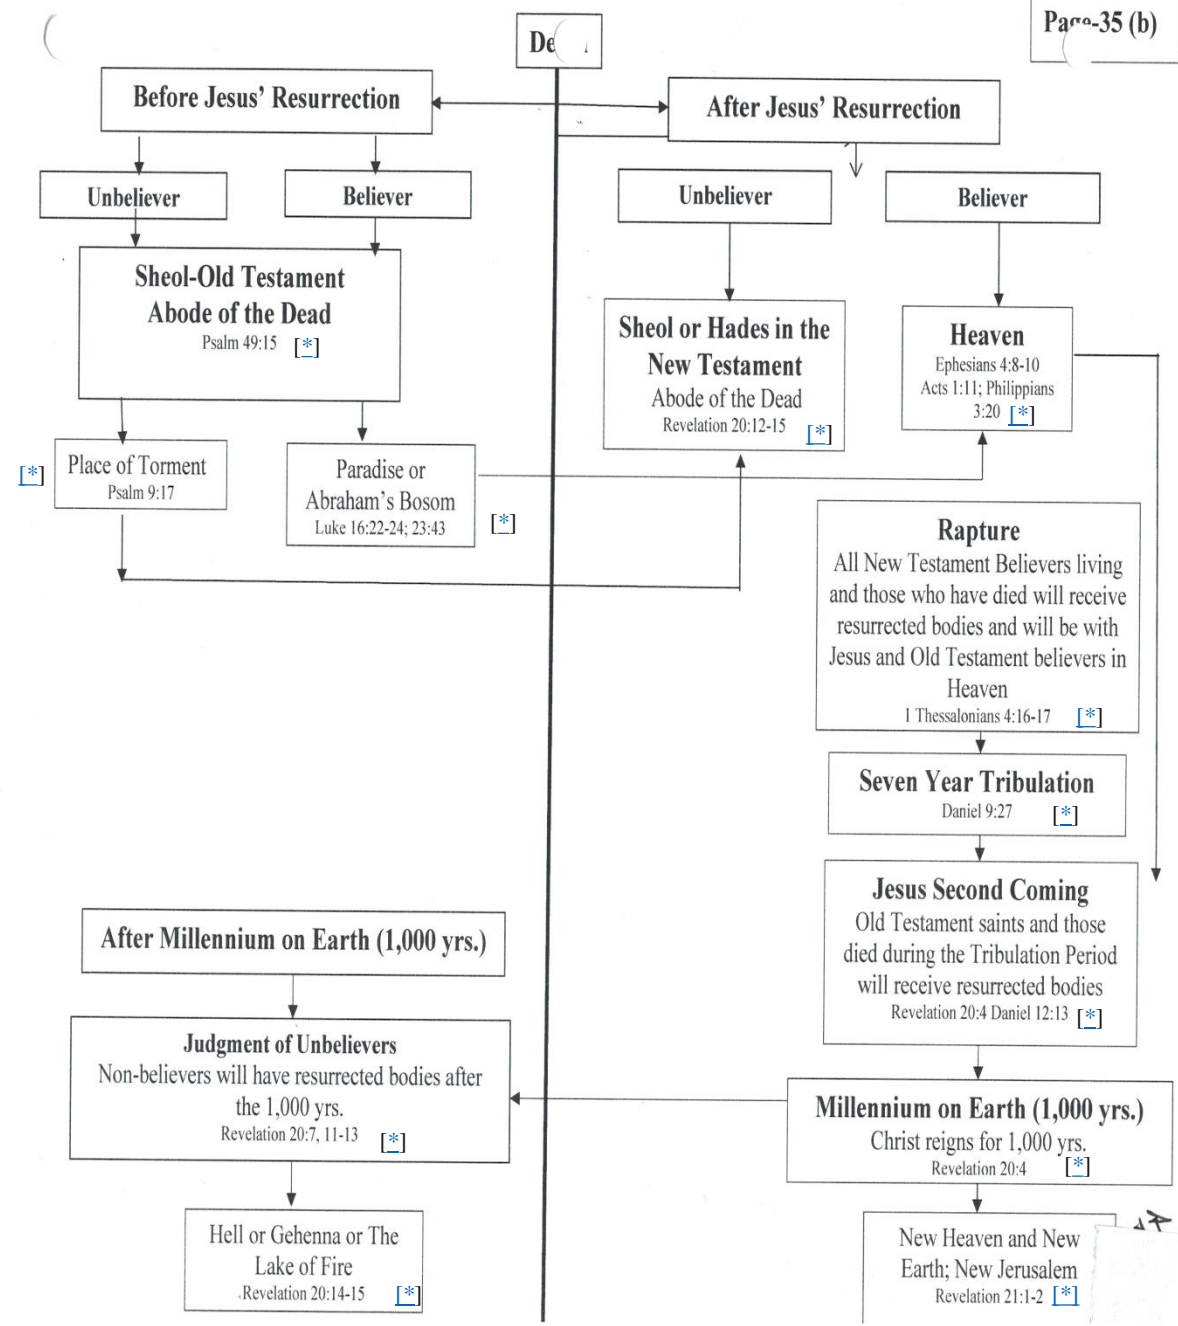 Page-35 (b)
Before Jesus' Resurrection
After Jesus' Resurrection
Unbeliever
Believer
Unbeliever
Believer
Sheol-Old Testament
Abode of the Dead
Psalm 49:15 [*]
Sheol or Hades in the
New Testament
Abode of the Dead
Revelation 20:12-15 [*]
Heaven
Ephesians 4:8-10
Acts 1:11; Philippians
3:20 [*]
[*] Place of Torment
Psalm 9:17
Paradise or
Abraham's Bosom
Luke 16:22-24; 23:43 [*]
Rapture
All New Testament Believers living
and those who have died will receive
resurrected bodies and will be with
Jesus and Old Testament believers in
Heaven
1 Thessalonians 4:16-17 [*]
Seven Year Tribulation
Daniel 9:27 [*]
Jesus Second Coming
Old Testament saints and those
died during the Tribulation Period
will receive resurrected bodies
Revelation 20:4 Daniel 12:13 [*]
After Millennium on Earth (1,000 yrs.)
Judgment of Unbelievers
Non-believers will have resurrected bodies after
the 1,000 yrs.
Revelation 20:7, 11-13 [*]
Millennium on Earth (1,000 yrs.)
Christ reigns for 1,000 yrs.
Revelation 20:4 [*]
Hell or Gehenna or The
Lake of Fire
Revelation 20:14-15 [*]
New Heaven and New
Earth; New Jerusalem
Revelation 21:1-2 [*]